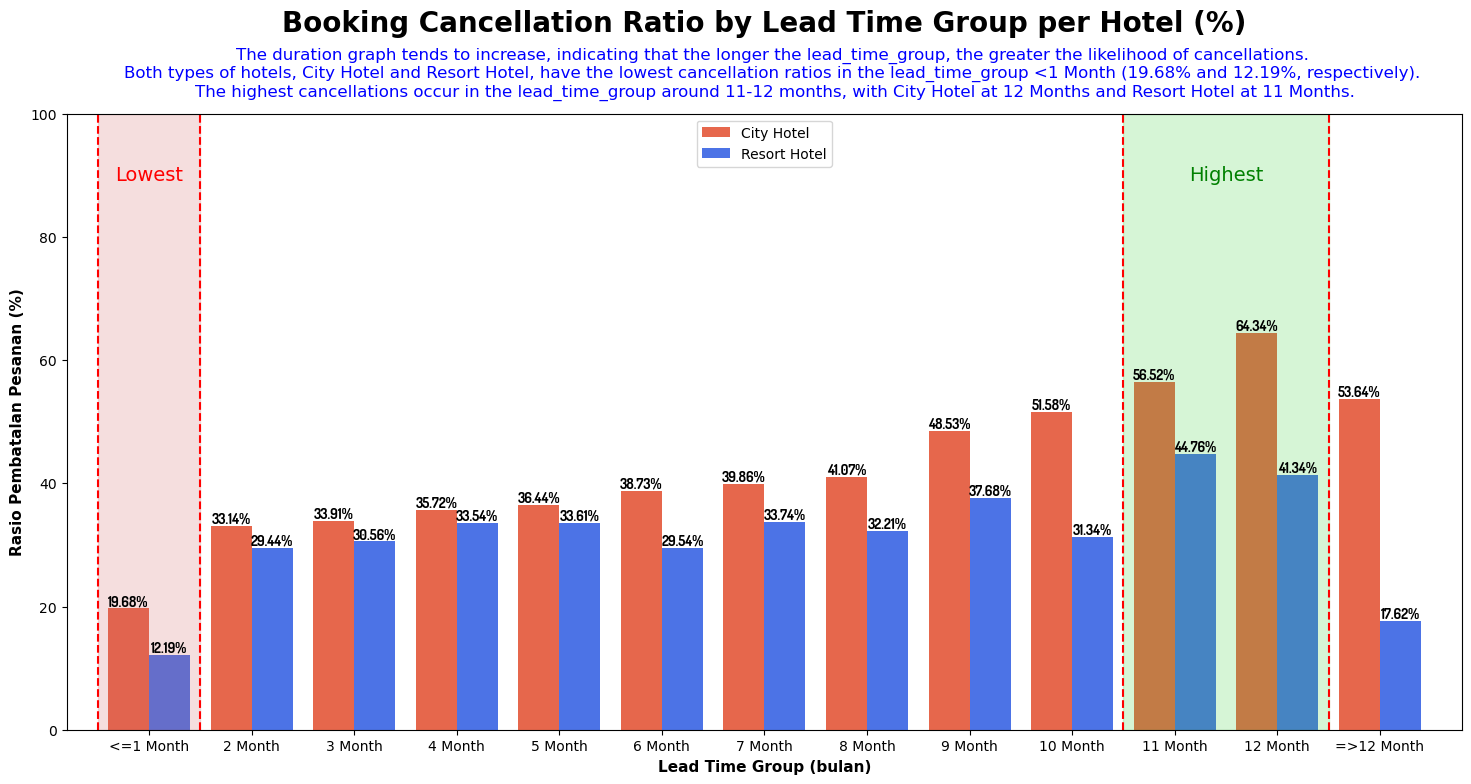 Booking Cancellation Ratio by Lead Time Group per Hotel (%)
The duration graph tends to increase, indicating that the longer the lead_time_group, the greater the likelihood of cancellations.
Both types of hotels, City Hotel and Resort Hotel, have the lowest cancellation ratios in the lead_time_group <1 Month (19.68% and 12.19%, respectively).
The highest cancellations occur in the lead_time_group around 11-12 months, with City Hotel at 12 Months and Resort Hotel at 11 Months.
City Hotel
Resort Hotel
Lowest
Highest
Rasio Pembatalan Pesanan (%)
100
80
60
40
20
0
19.68%
12.19%
33.14%
29.44%
33.91%
30.56%
35.72%
33.54%
36.44%
33.61%
38.73%
29.54%
39.86%
33.74%
41.07%
32.21%
48.53%
37.68%
51.58%
31.34%
56.52%
44.76%
64.34%
41.34%
53.64%
17.62%
<=1 Month
2 Month
3 Month
4 Month
5 Month
6 Month
7 Month
8 Month
9 Month
10 Month
11 Month
12 Month
=>12 Month
Lead Time Group (bulan)